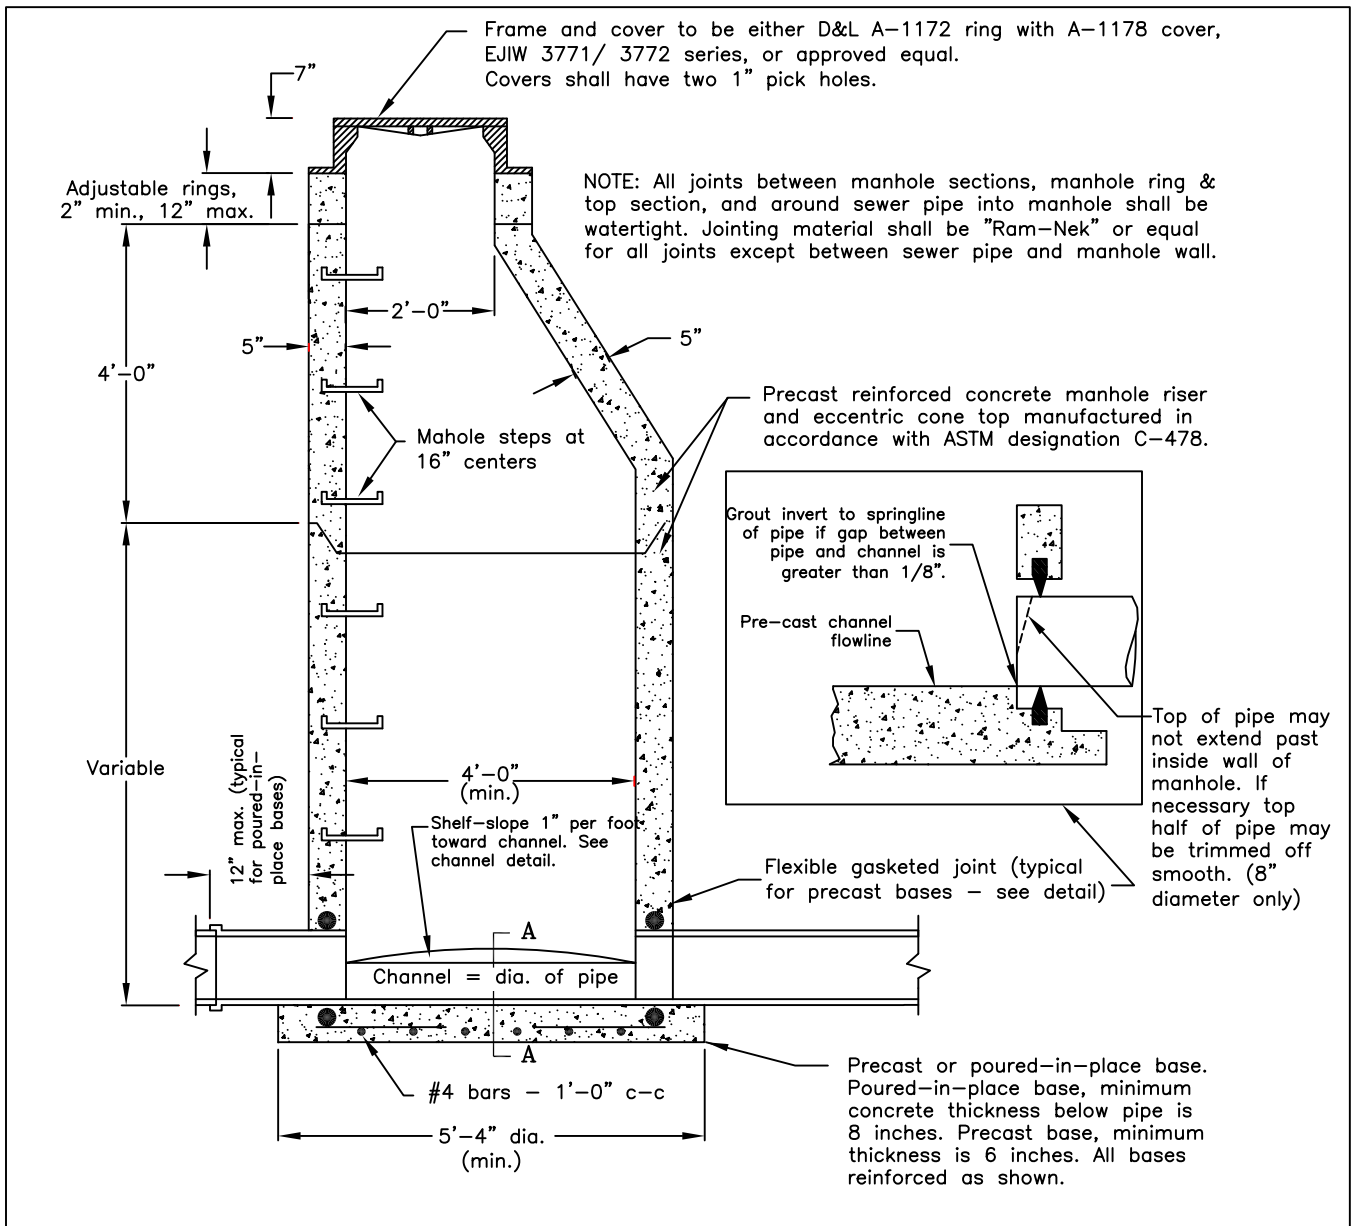 Frame and cover to be either D&L A-1172 ring with A-1178 cover,
EJIW 3771/ 3772 series, or approved equal.
Covers shall have two 1" pick holes.
7"
Adjustable rings,
2" min., 12" max.
NOTE: All joints between manhole sections, manhole ring &
top section, and around sewer pipe into manhole shall be
watertight. Jointing material shall be "Ram-Nek" or equal
for all joints except between sewer pipe and manhole wall.
2'-0"
5"
5"
4'-0"
Precast reinforced concrete manhole riser
and eccentric cone top manufactured in
accordance with ASTM designation C-478.
Mahole steps at
16" centers
Grout invert to springline
of pipe if gap between
pipe and channel is
greater than 1/8".
Pre-cast channel
flowline
Top of pipe may
not extend past
inside wall of
manhole. If
necessary top
half of pipe may
be trimmed off
smooth. (8"
diameter only)
Variable
12" max. (typical
for poured-in-
place bases)
4'-0"
(min.)
Shelf-slope 1" per foot
toward channel. See
channel detail.
Flexible gasketed joint (typical
for precast bases - see detail)
A
Channel = dia. of pipe
A
#4 bars - 1'-0" c-c
5'-4" dia.
(min.)
Precast or poured-in-place base.
Poured-in-place base, minimum
concrete thickness below pipe is
8 inches. Precast base, minimum
thickness is 6 inches. All bases
reinforced as shown.